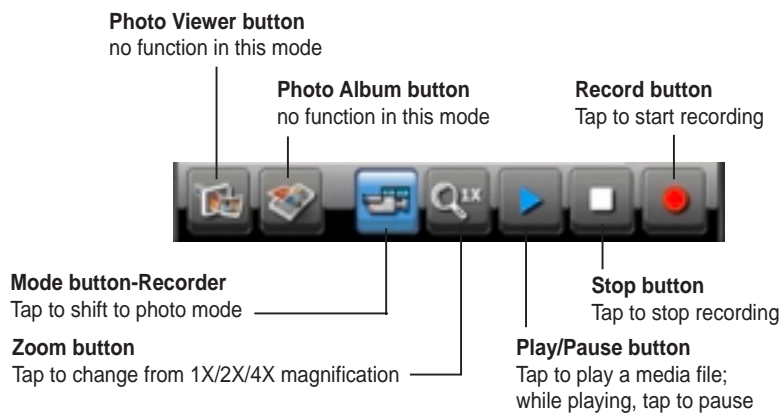 Photo Viewer button
no function in this mode
Photo Album button
no function in this mode
Record button
Tap to start recording
1X
Mode button-Recorder
Tap to shift to photo mode
Stop button
Tap to stop recording
Zoom button
Tap to change from 1X/2X/4X magnification
Play/Pause button
Tap to play a media file;
while playing, tap to pause